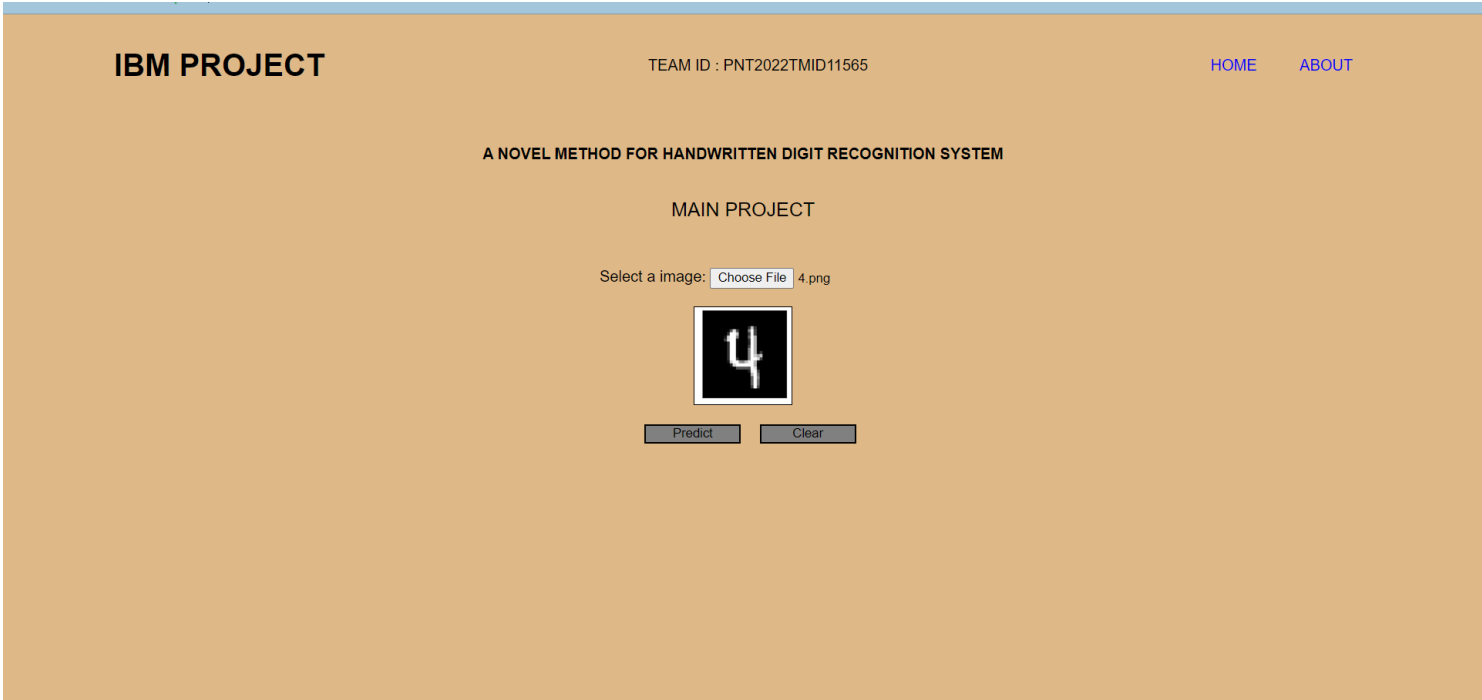 IBM PROJECT
TEAM ID : PNT2022TMID11565
HOME
ABOUT
A NOVEL METHOD FOR HANDWRITTEN DIGIT RECOGNITION SYSTEM
MAIN PROJECT
Select a image: Choose File 4.png
4
Predict
Clear